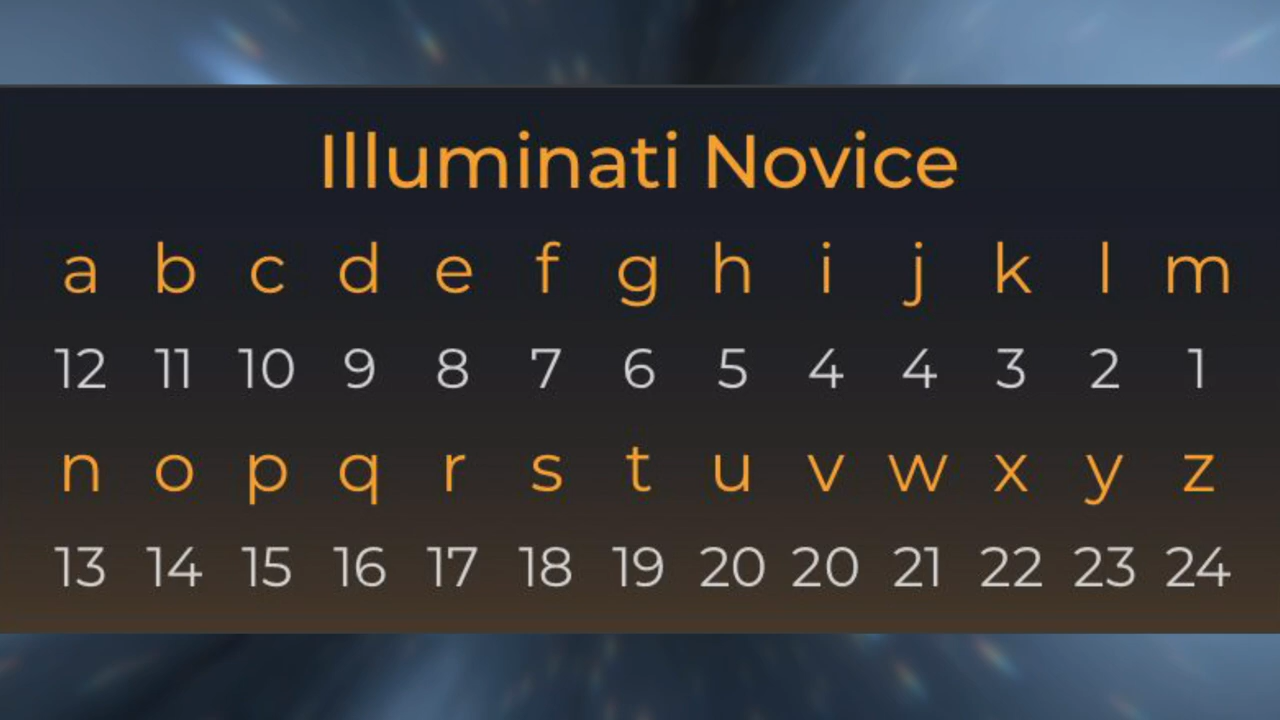 Illuminati Novice
a b c d e f g h i j k l m
12 11 10 9 8 7 6 5 4 4 3 2 1
n o p q r s t u v w x y z
13 14 15 16 17 18 19 20 20 21 22 23 24